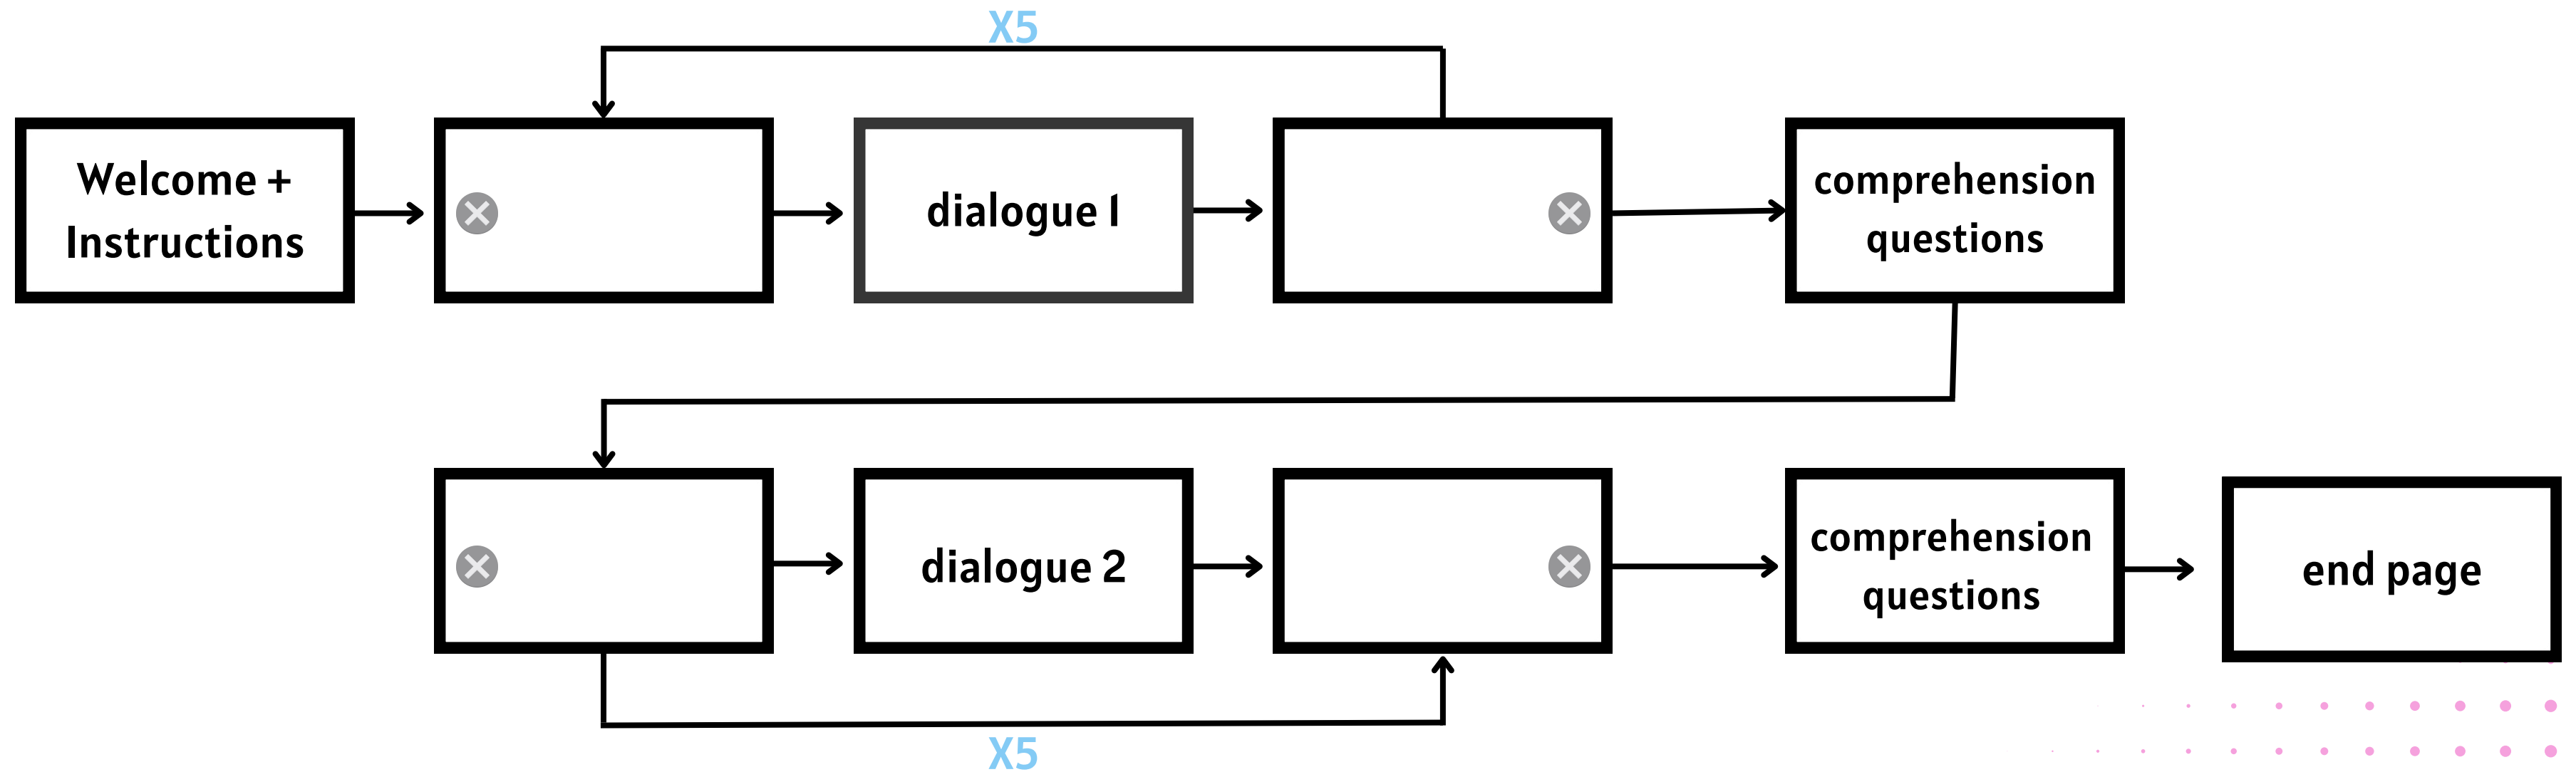 X5
Welcome +
Instructions
dialogue 1
comprehension
questions
dialogue 2
comprehension
questions
end page
X5